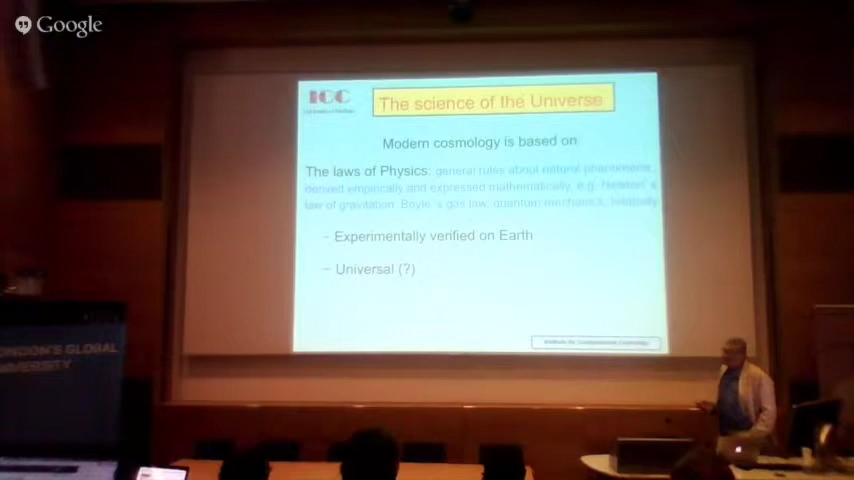 Google
ICC
The science of the Universe
Modern cosmology is based on
The laws of Physics: general rules about natural phenomena,
derived empirically and expressed mathematically, e.g. Newton's
law of gravitation, Boyle's gas law, quantum mechanics, relativity
– Experimentally verified on Earth
– Universal (?)
Institute for Computational Cosmology
ONDON'S GLOBAL
VERSITY